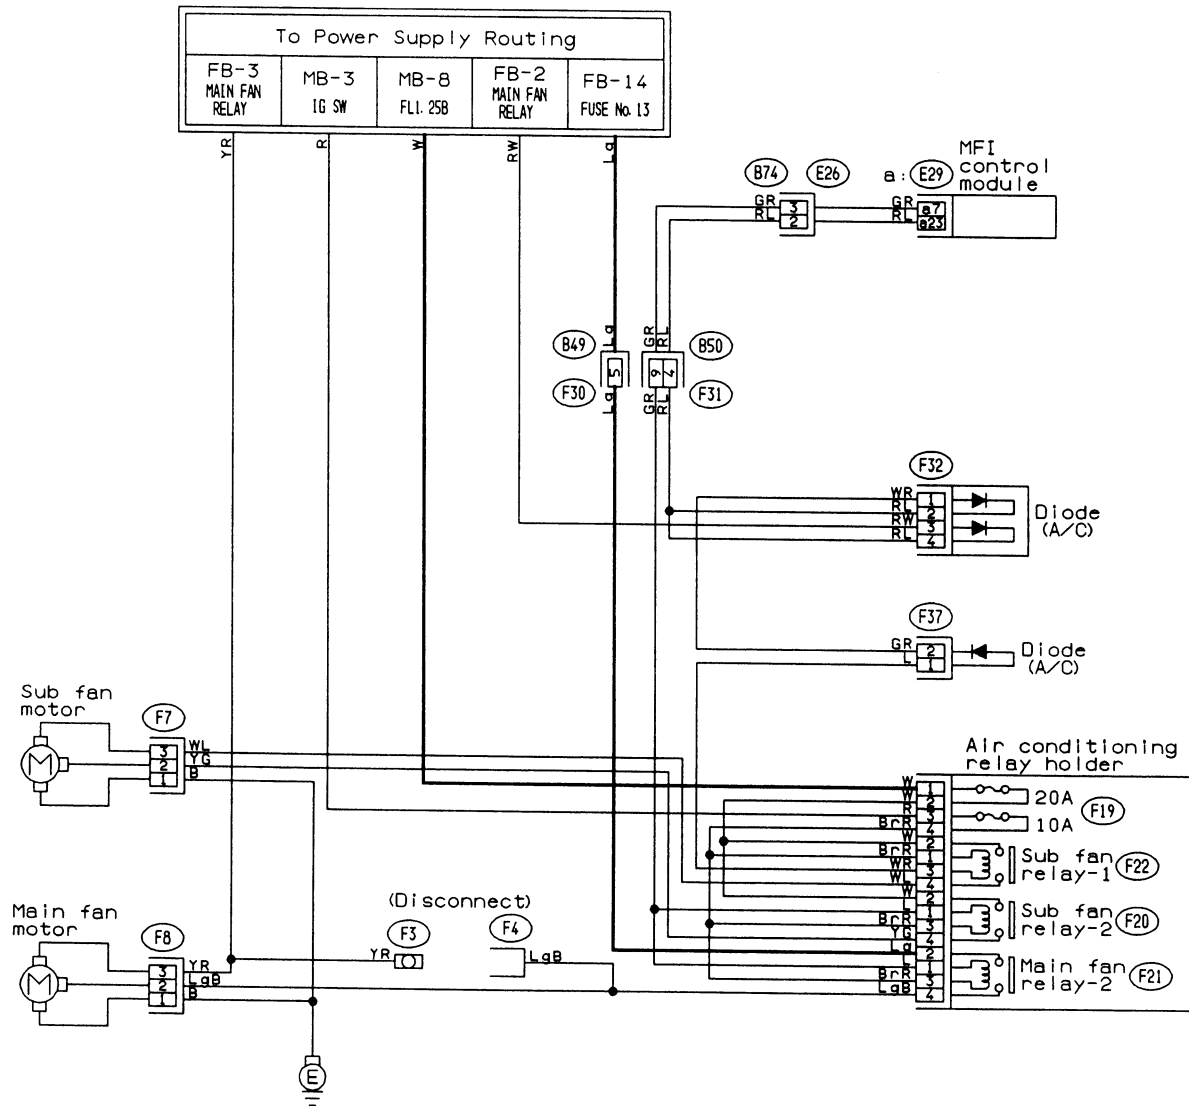 To Power Supply Routing
FB-3
MAIN FAN
RELAY
MB-3
IG SW
MB-8
FL1. 25B
FB-2
MAIN FAN
RELAY
FB-14
FUSE No. 13
YR
R
W
RW
Lg
B74
E26
a: E29
MFI
control
module
GR
RL
3
2
GR
RL
a7
a23
Lg
B49
5
F30
Lg
GR
RL
B50
9
4
F31
GR
RL
F32
WR
RL
RW
RL
1
2
3
4
Diode
(A/C)
F37
GR
L
2
1
Diode
(A/C)
Sub fan
motor
F7
M
3
2
1
WL
YG
B
Air conditioning
relay holder
W
W
R
BrR
1
2
3
4
20A
10A
F19
W
BrR
WR
WL
2
1
3
4
Sub fan
relay-1
F22
W
L
BrR
YG
2
1
3
4
Sub fan
relay-2
F20
Lg
L
BrR
LgB
2
1
3
4
Main fan
relay-2
F21
Main fan
motor
F8
M
3
2
1
YR
LgB
B
(Disconnect)
F3
YR
F4
LgB
E